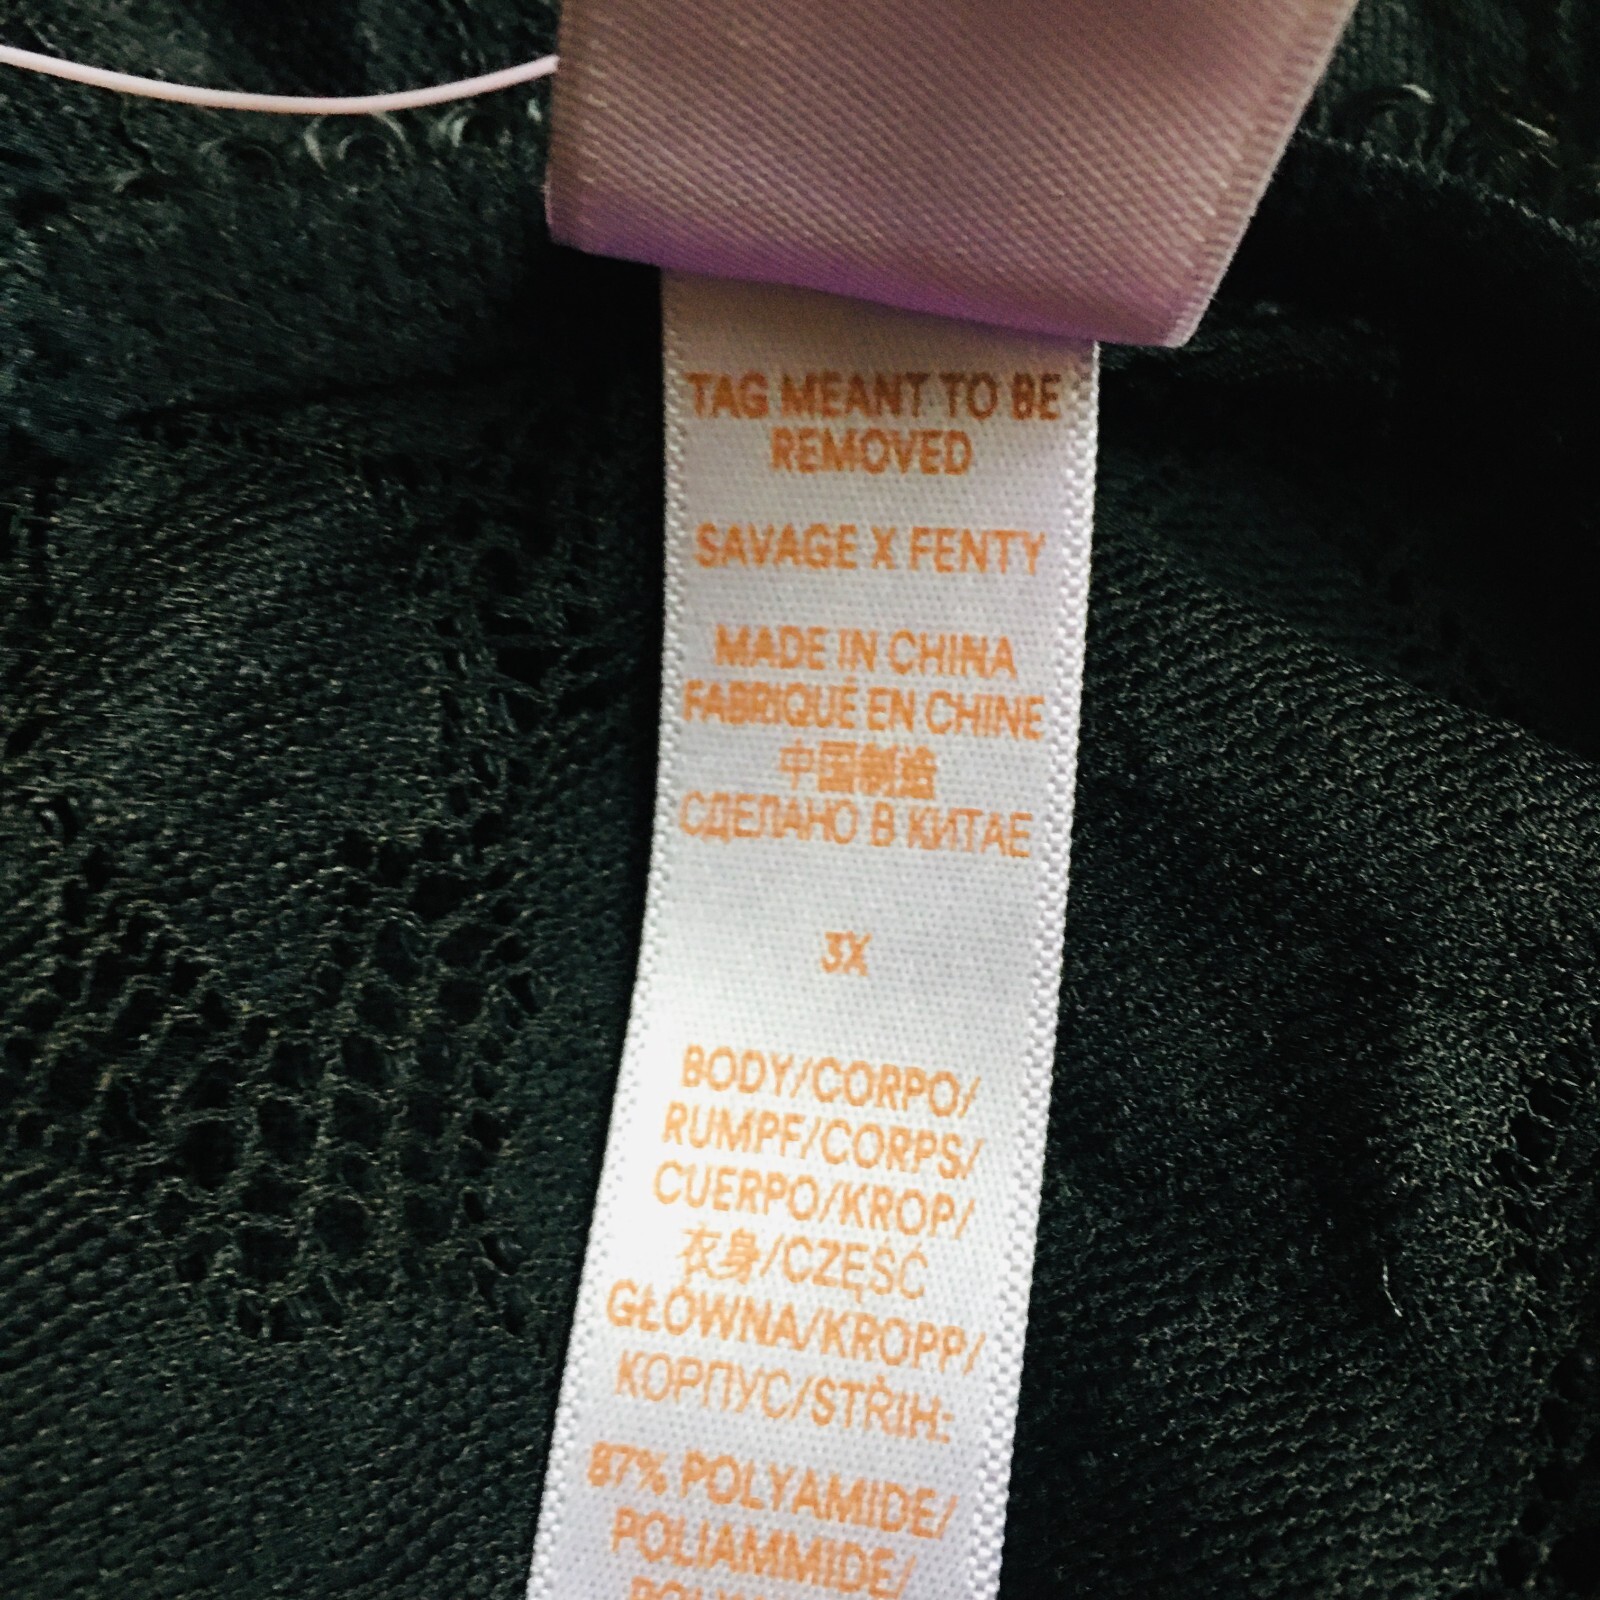 TAG MEANT TO BE
REMOVED
SAVAGE X FENTY
MADE IN CHINA
FABRIQUÉ EN CHINE
中国制造
СДЕЛАНО В КИТАЕ
3X
BODY/CORPO/
RUMPF/CORPS/
CUERPO/KROP/
衣身/CZĘŚĆ
GŁÓWNA/KROPP/
КОРПУС/STŘIH:
87% POLYAMIDE/
POLIAMMIDE/